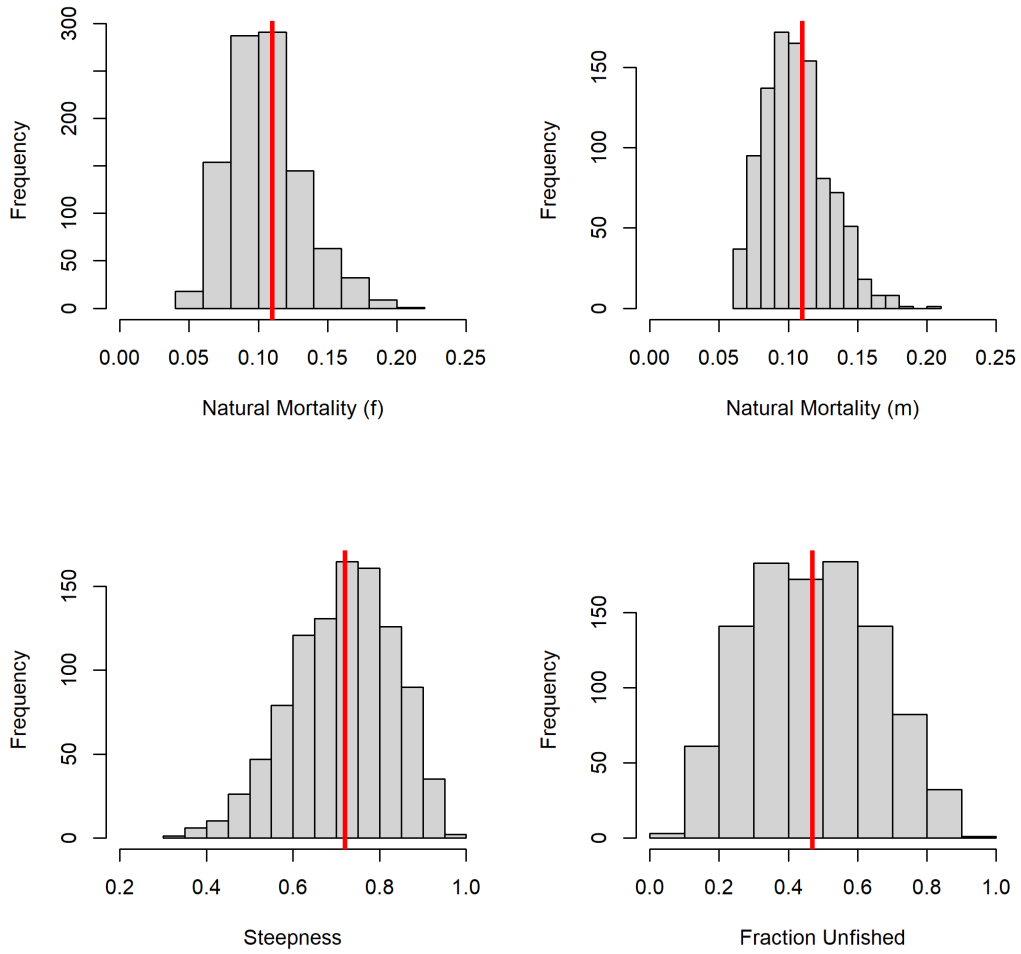 Frequency
300
200
100
50
0
0.00 0.05 0.10 0.15 0.20 0.25
Natural Mortality (f)
Frequency
150
100
50
0
0.00 0.05 0.10 0.15 0.20 0.25
Natural Mortality (m)
Frequency
150
100
50
0
0.2 0.4 0.6 0.8 1.0
Steepness
Frequency
150
100
50
0
0.0 0.2 0.4 0.6 0.8 1.0
Fraction Unfished